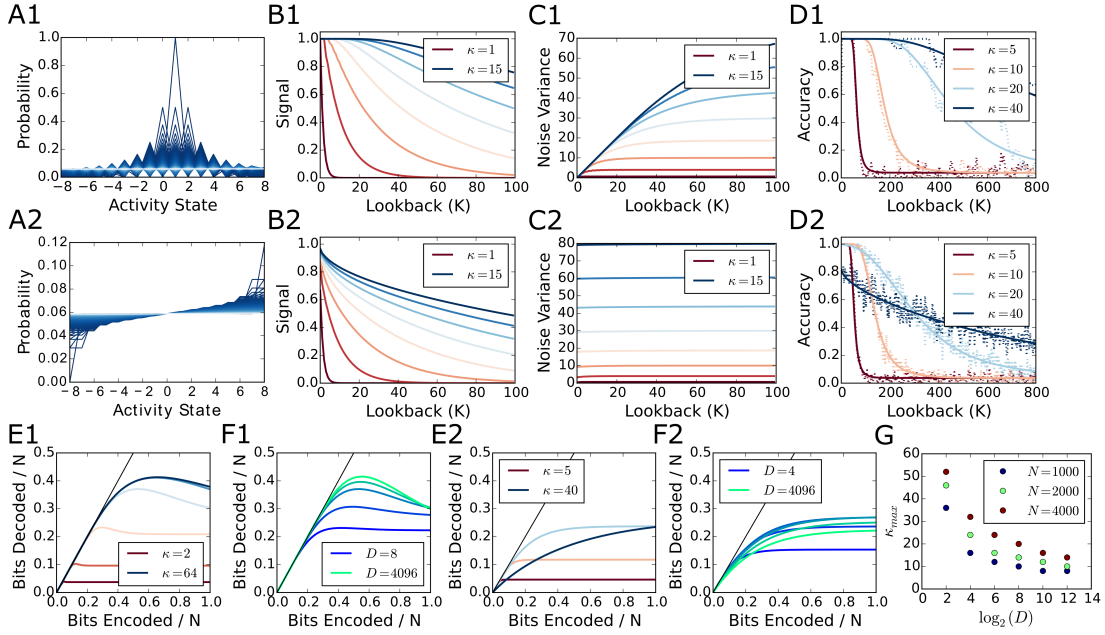 A1
B1
C1
D1
1.0
0.8
0.6
0.4
0.2
0.0
Probability
−8 −6 −4 −2 0 2 4 6 8
Activity State
1.0
0.8
0.6
0.4
0.2
0.0
Signal
κ=1
κ=15
0 20 40 60 80 100
Lookback (K)
70
60
50
40
30
20
10
0
Noise Variance
κ=1
κ=15
0 20 40 60 80 100
Lookback (K)
1.0
0.8
0.6
0.4
0.2
0.0
Accuracy
κ=5
κ=10
κ=20
κ=40
0 200 400 600 800
Lookback (K)
A2
B2
C2
D2
0.12
0.10
0.08
0.06
0.04
0.02
0.00
Probability
−8 −6 −4 −2 0 2 4 6 8
Activity State
1.0
0.8
0.6
0.4
0.2
0.0
Signal
κ=1
κ=15
0 20 40 60 80 100
Lookback (K)
80
70
60
50
40
30
20
10
0
Noise Variance
κ=1
κ=15
0 20 40 60 80 100
Lookback (K)
1.0
0.8
0.6
0.4
0.2
0.0
Accuracy
κ=5
κ=10
κ=20
κ=40
0 200 400 600 800
Lookback (K)
E1
F1
E2
F2
G
0.5
0.4
0.3
0.2
0.1
0.0
Bits Decoded / N
κ=2
κ=64
0.0 0.2 0.4 0.6 0.8 1.0
Bits Encoded / N
0.5
0.4
0.3
0.2
0.1
0.0
Bits Decoded / N
D=8
D=4096
0.0 0.2 0.4 0.6 0.8 1.0
Bits Encoded / N
0.5
0.4
0.3
0.2
0.1
0.0
Bits Decoded / N
κ=5
κ=40
0.0 0.2 0.4 0.6 0.8 1.0
Bits Encoded / N
0.5
0.4
0.3
0.2
0.1
0.0
Bits Decoded / N
D=4
D=4096
0.0 0.2 0.4 0.6 0.8 1.0
Bits Encoded / N
60
50
40
30
20
10
0
κmax
N=1000
N=2000
N=4000
0 2 4 6 8 10 12 14
log2(D)